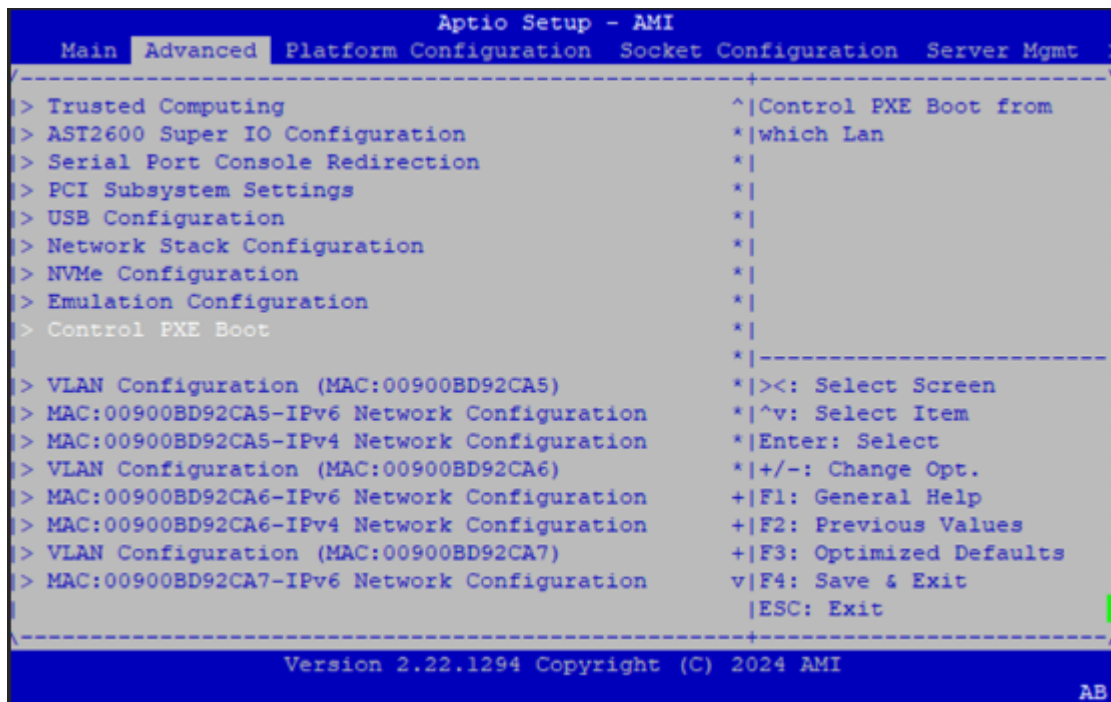 Aptio Setup - AMI
Main Advanced Platform Configuration Socket Configuration Server Mgmt
/-----------------------------------------------------+-------------------------\
|> Trusted Computing ^|Control PXE Boot from
|> AST2600 Super IO Configuration *|which Lan
|> Serial Port Console Redirection *|
|> PCI Subsystem Settings *|
|> USB Configuration *|
|> Network Stack Configuration *|
|> NVMe Configuration *|
|> Emulation Configuration *|
|> Control PXE Boot *|
| *|-------------------------
|> VLAN Configuration (MAC:00900BD92CA5) *|><: Select Screen
|> MAC:00900BD92CA5-IPv6 Network Configuration *|^v: Select Item
|> MAC:00900BD92CA5-IPv4 Network Configuration *|Enter: Select
|> VLAN Configuration (MAC:00900BD92CA6) *|+/-: Change Opt.
|> MAC:00900BD92CA6-IPv6 Network Configuration +|F1: General Help
|> MAC:00900BD92CA6-IPv4 Network Configuration +|F2: Previous Values
|> VLAN Configuration (MAC:00900BD92CA7) +|F3: Optimized Defaults
|> MAC:00900BD92CA7-IPv6 Network Configuration v|F4: Save & Exit
| |ESC: Exit
\-----------------------------------------------------+-------------------------/
Version 2.22.1294 Copyright (C) 2024 AMI
AB